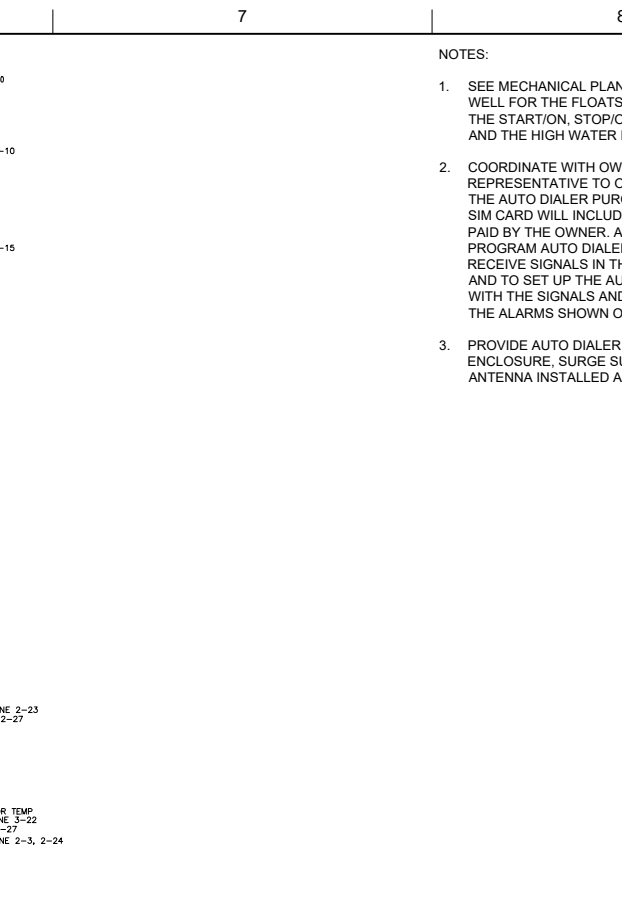 7
8
NOTES:
0
1. SEE MECHANICAL PLAN
WELL FOR THE FLOATS
THE START/ON, STOP/O
AND THE HIGH WATER
-10
2. COORDINATE WITH OW
REPRESENTATIVE TO
THE AUTO DIALER PUR
SIM CARD WILL INCLUD
PAID BY THE OWNER. A
-15
PROGRAM AUTO DIALE
RECEIVE SIGNALS IN TH
AND TO SET UP THE AU
WITH THE SIGNALS AND
THE ALARMS SHOWN O
3. PROVIDE AUTO DIALER
ENCLOSURE, SURGE SU
ANTENNA INSTALLED A
NE 2-23
2-27
R TEMP
NE 3-22
-27
NE 2-3, 2-24